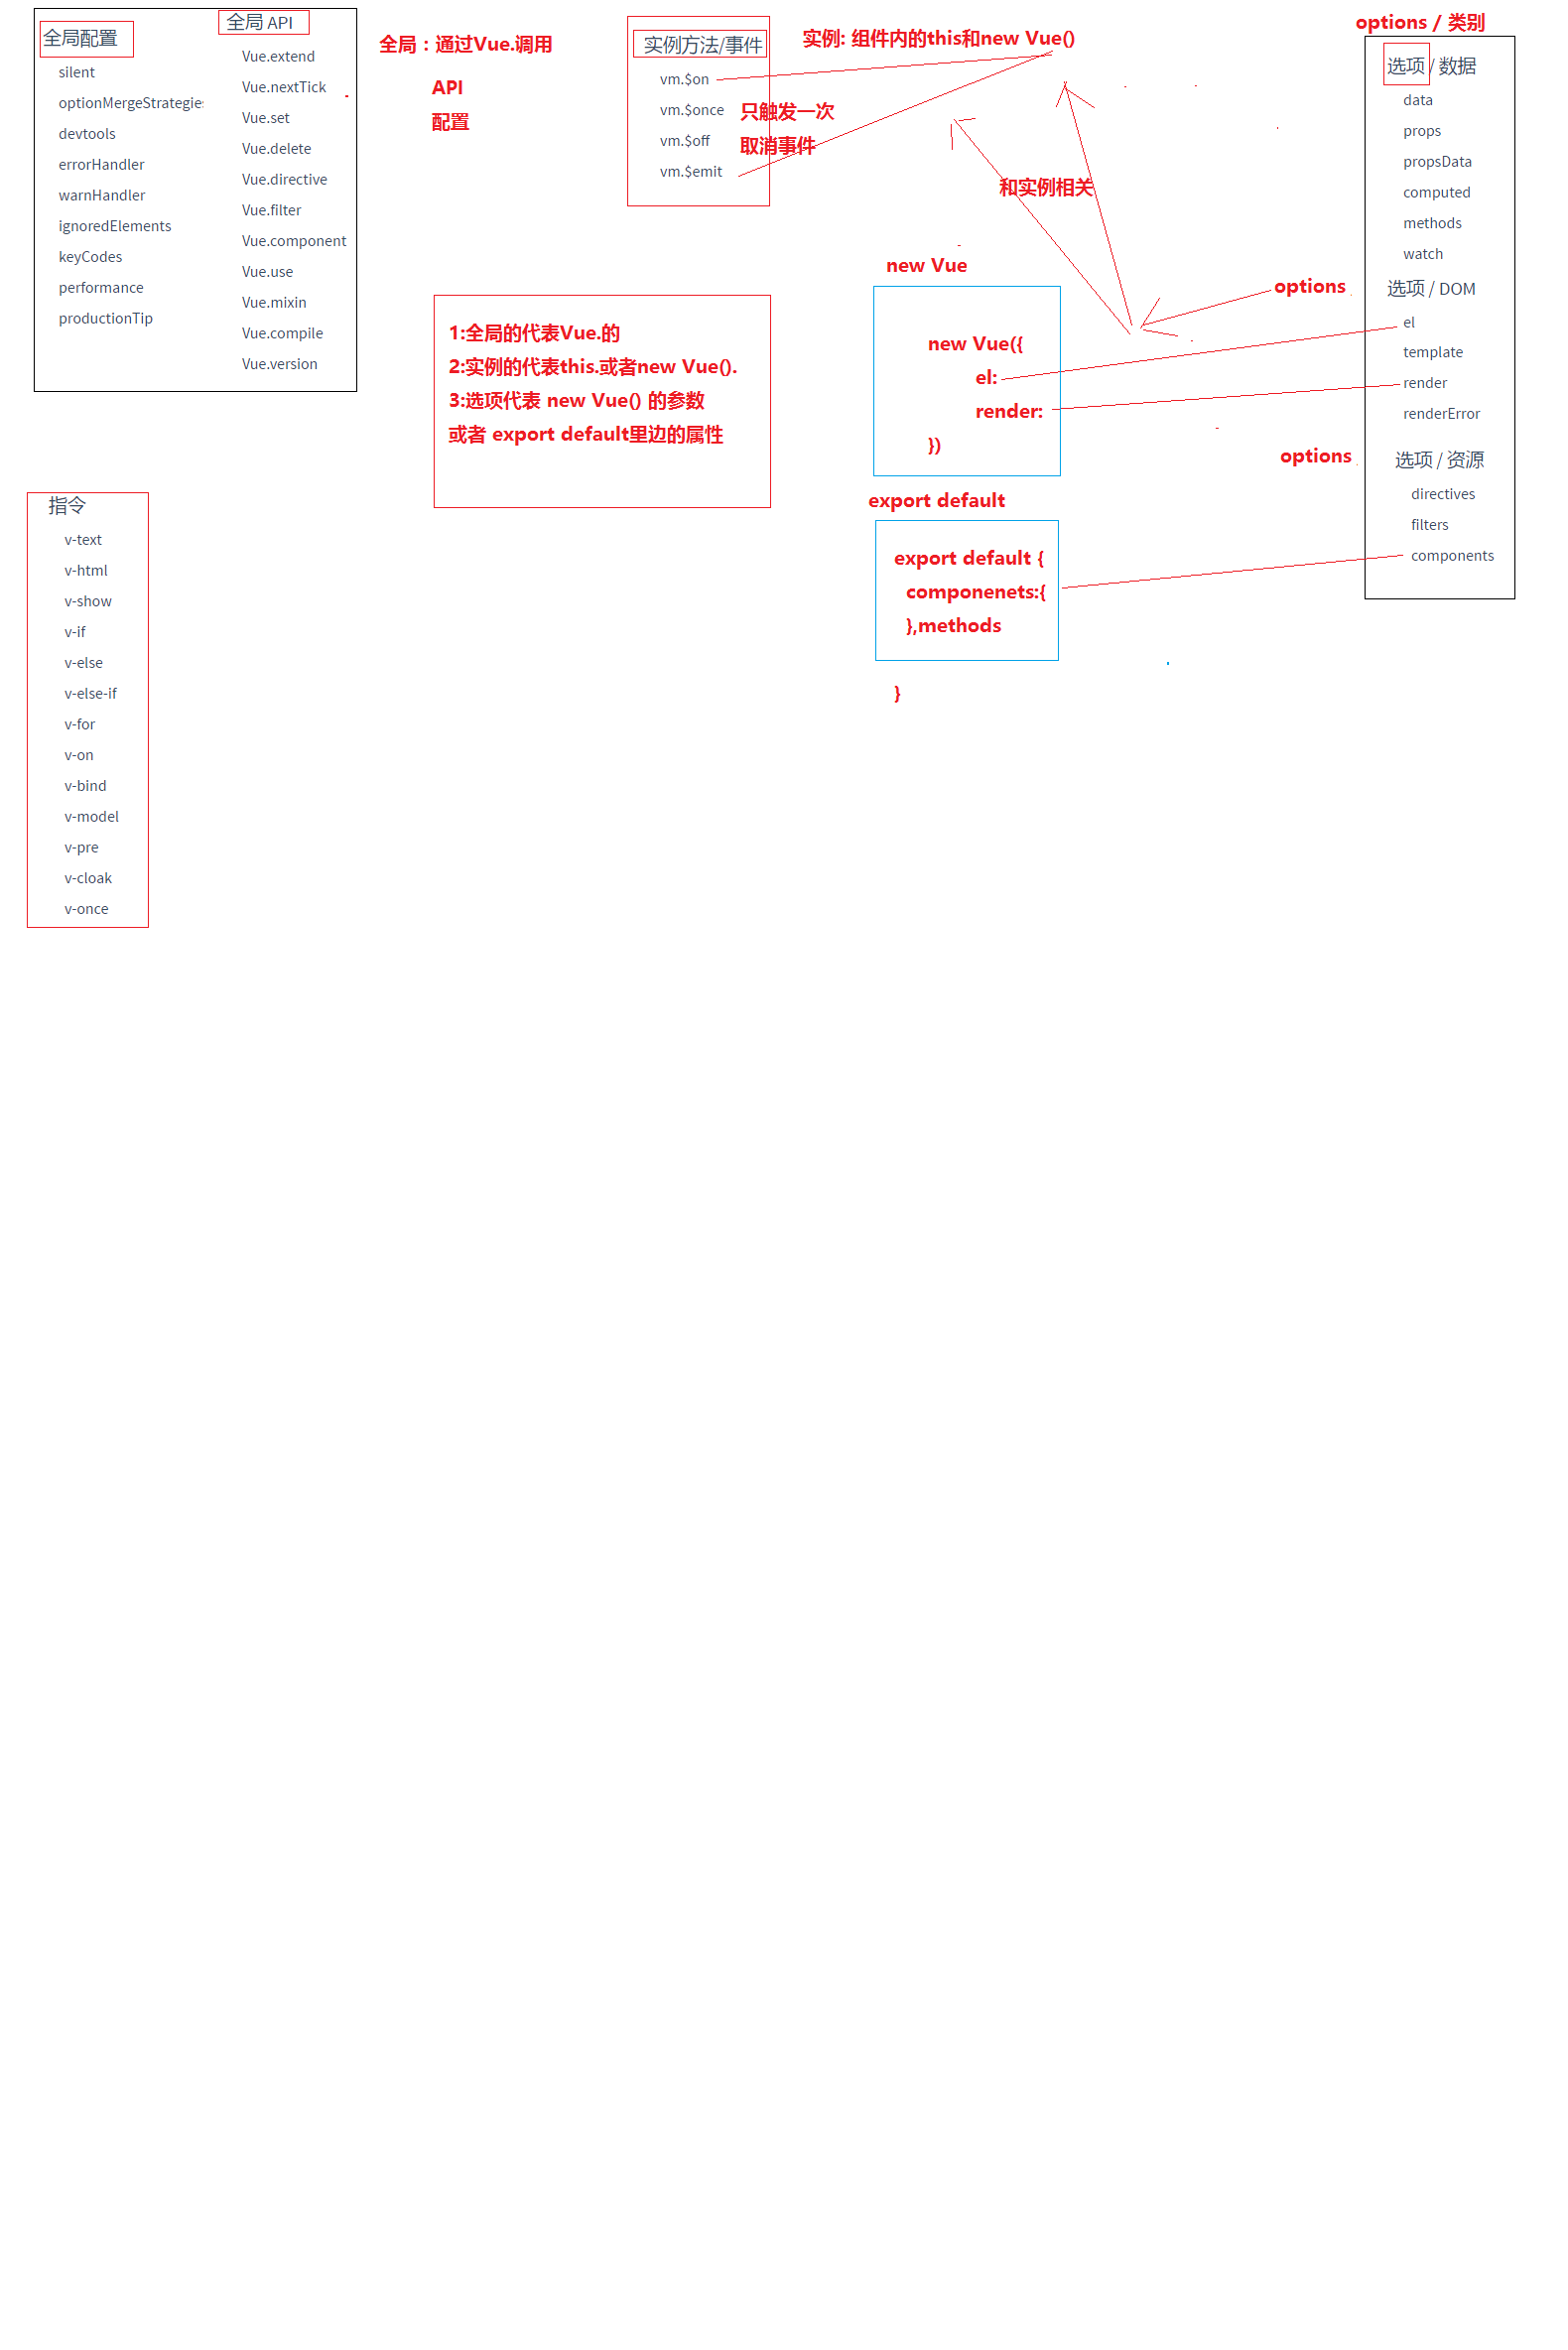 全局配置
silent
optionMergeStrategies
devtools
errorHandler
warnHandler
ignoredElements
keyCodes
performance
productionTip
全局 API
Vue.extend
Vue.nextTick
Vue.set
Vue.delete
Vue.directive
Vue.filter
Vue.component
Vue.use
Vue.mixin
Vue.compile
Vue.version
全局：通过Vue.调用
API
配置
实例方法/事件
vm.$on
vm.$once
vm.$off
vm.$emit
只触发一次
取消事件
实例: 组件内的this和new Vue()
和实例相关
options / 类别
选项 / 数据
data
props
propsData
computed
methods
watch
选项 / DOM
el
template
render
renderError
选项 / 资源
directives
filters
components
options
options
1:全局的代表Vue.的
2:实例的代表this.或者new Vue().
3:选项代表 new Vue() 的参数
或者 export default里边的属性
new Vue
new Vue({
el:
render:
})
export default
export default {
componenets:{
},methods
}
指令
v-text
v-html
v-show
v-if
v-else
v-else-if
v-for
v-on
v-bind
v-model
v-pre
v-cloak
v-once